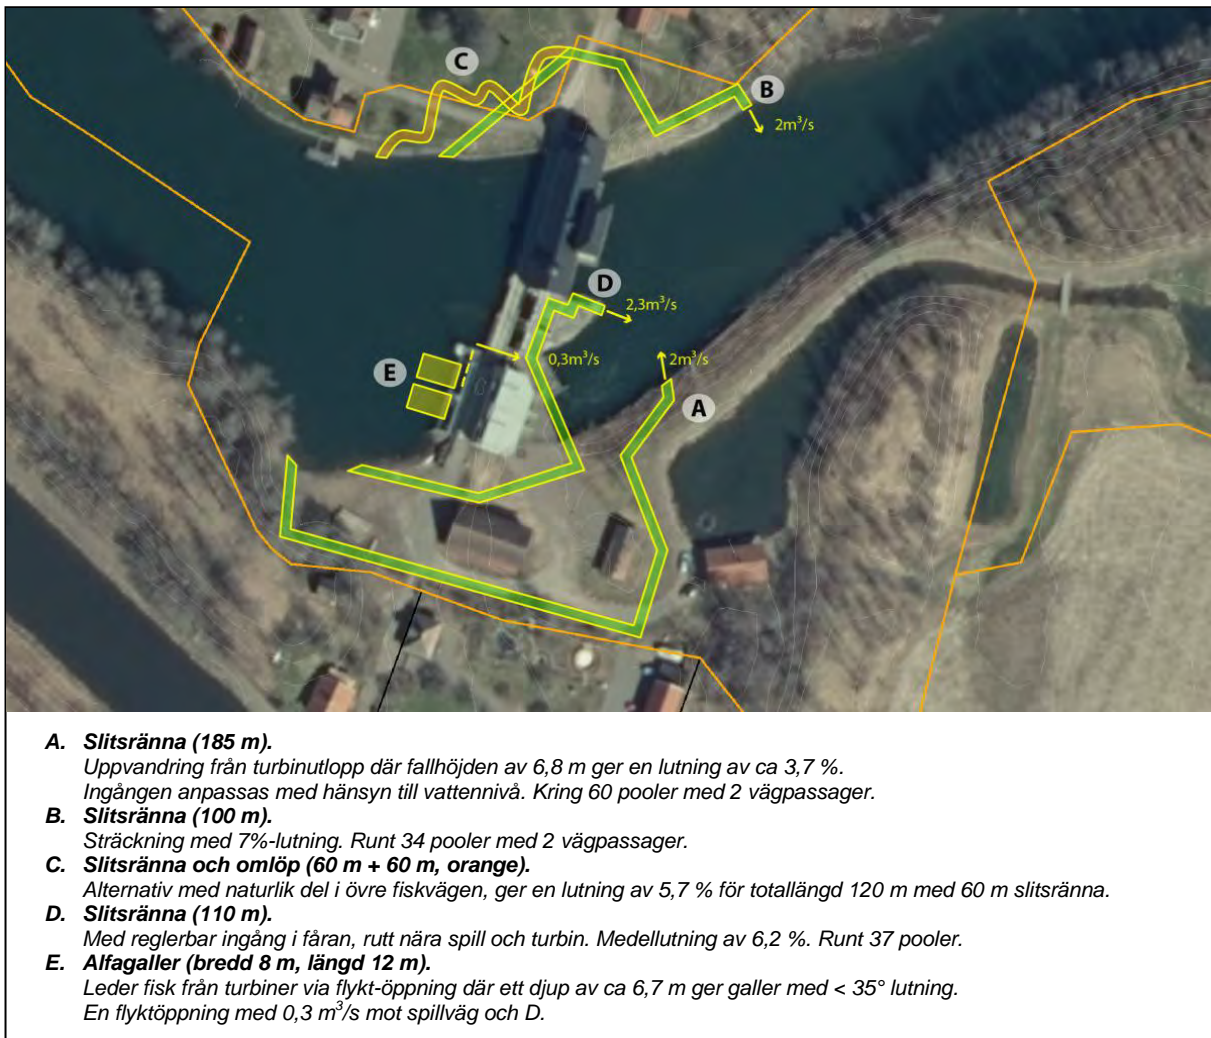 C
B
2m³/s
D
2,3m³/s
0,3m³/s
2m³/s
E
A
A. Slitsränna (185 m).
Uppvandring från turbinutlopp där fallhöjden av 6,8 m ger en lutning av ca 3,7 %.
Ingången anpassas med hänsyn till vattennivå. Kring 60 pooler med 2 vägpassager.
B. Slitsränna (100 m).
Sträckning med 7%-lutning. Runt 34 pooler med 2 vägpassager.
C. Slitsränna och omlöp (60 m + 60 m, orange).
Alternativ med naturlik del i övre fiskvägen, ger en lutning av 5,7 % för totallängd 120 m med 60 m slitsränna.
D. Slitsränna (110 m).
Med reglerbar ingång i fåran, rutt nära spill och turbin. Medellutning av 6,2 %. Runt 37 pooler.
E. Alfagaller (bredd 8 m, längd 12 m).
Leder fisk från turbiner via flykt-öppning där ett djup av ca 6,7 m ger galler med < 35° lutning.
En flyktöppning med 0,3 m³/s mot spillväg och D.